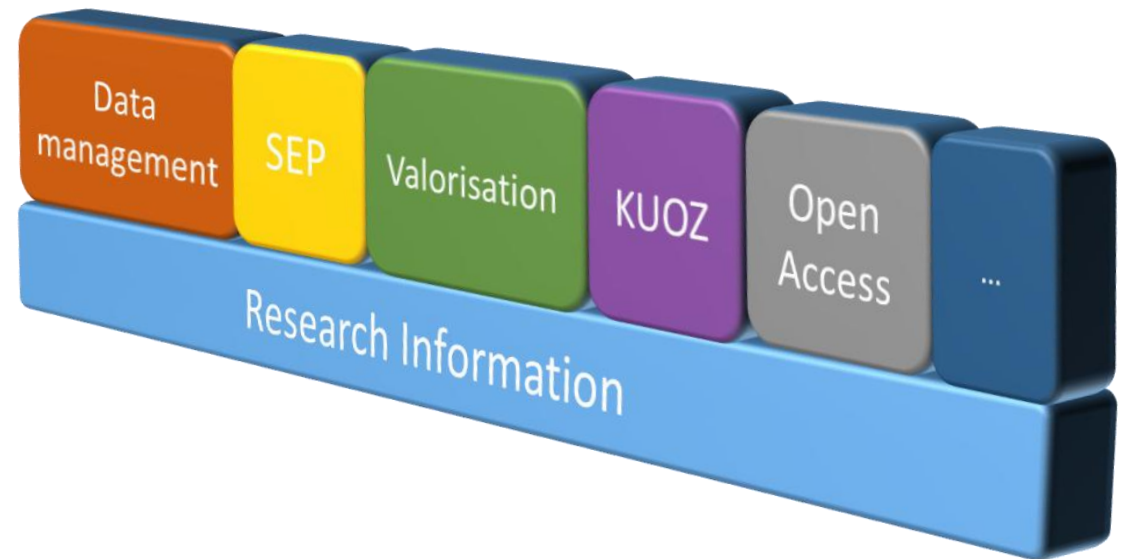 Data
management
SEP
Valorisation
KUOZ
Open
Access
...
Research Information